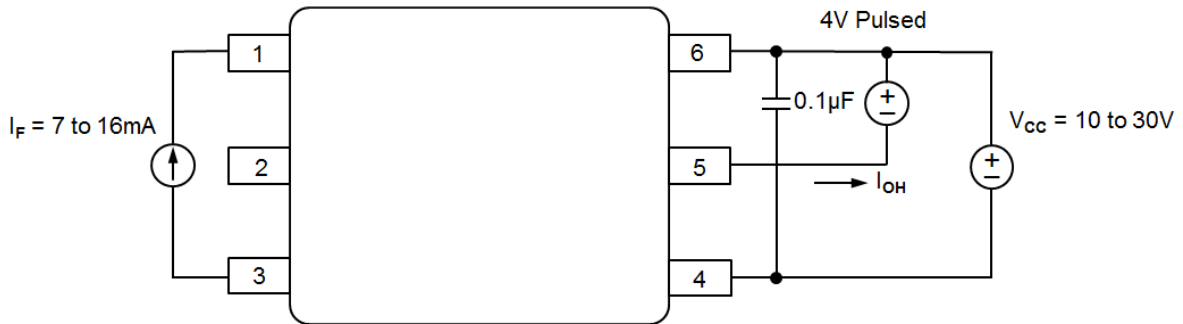 4V Pulsed
1
6
0.1µF
I_F = 7 to 16mA
V_CC = 10 to 30V
2
5
I_OH
3
4
+
−
+
−